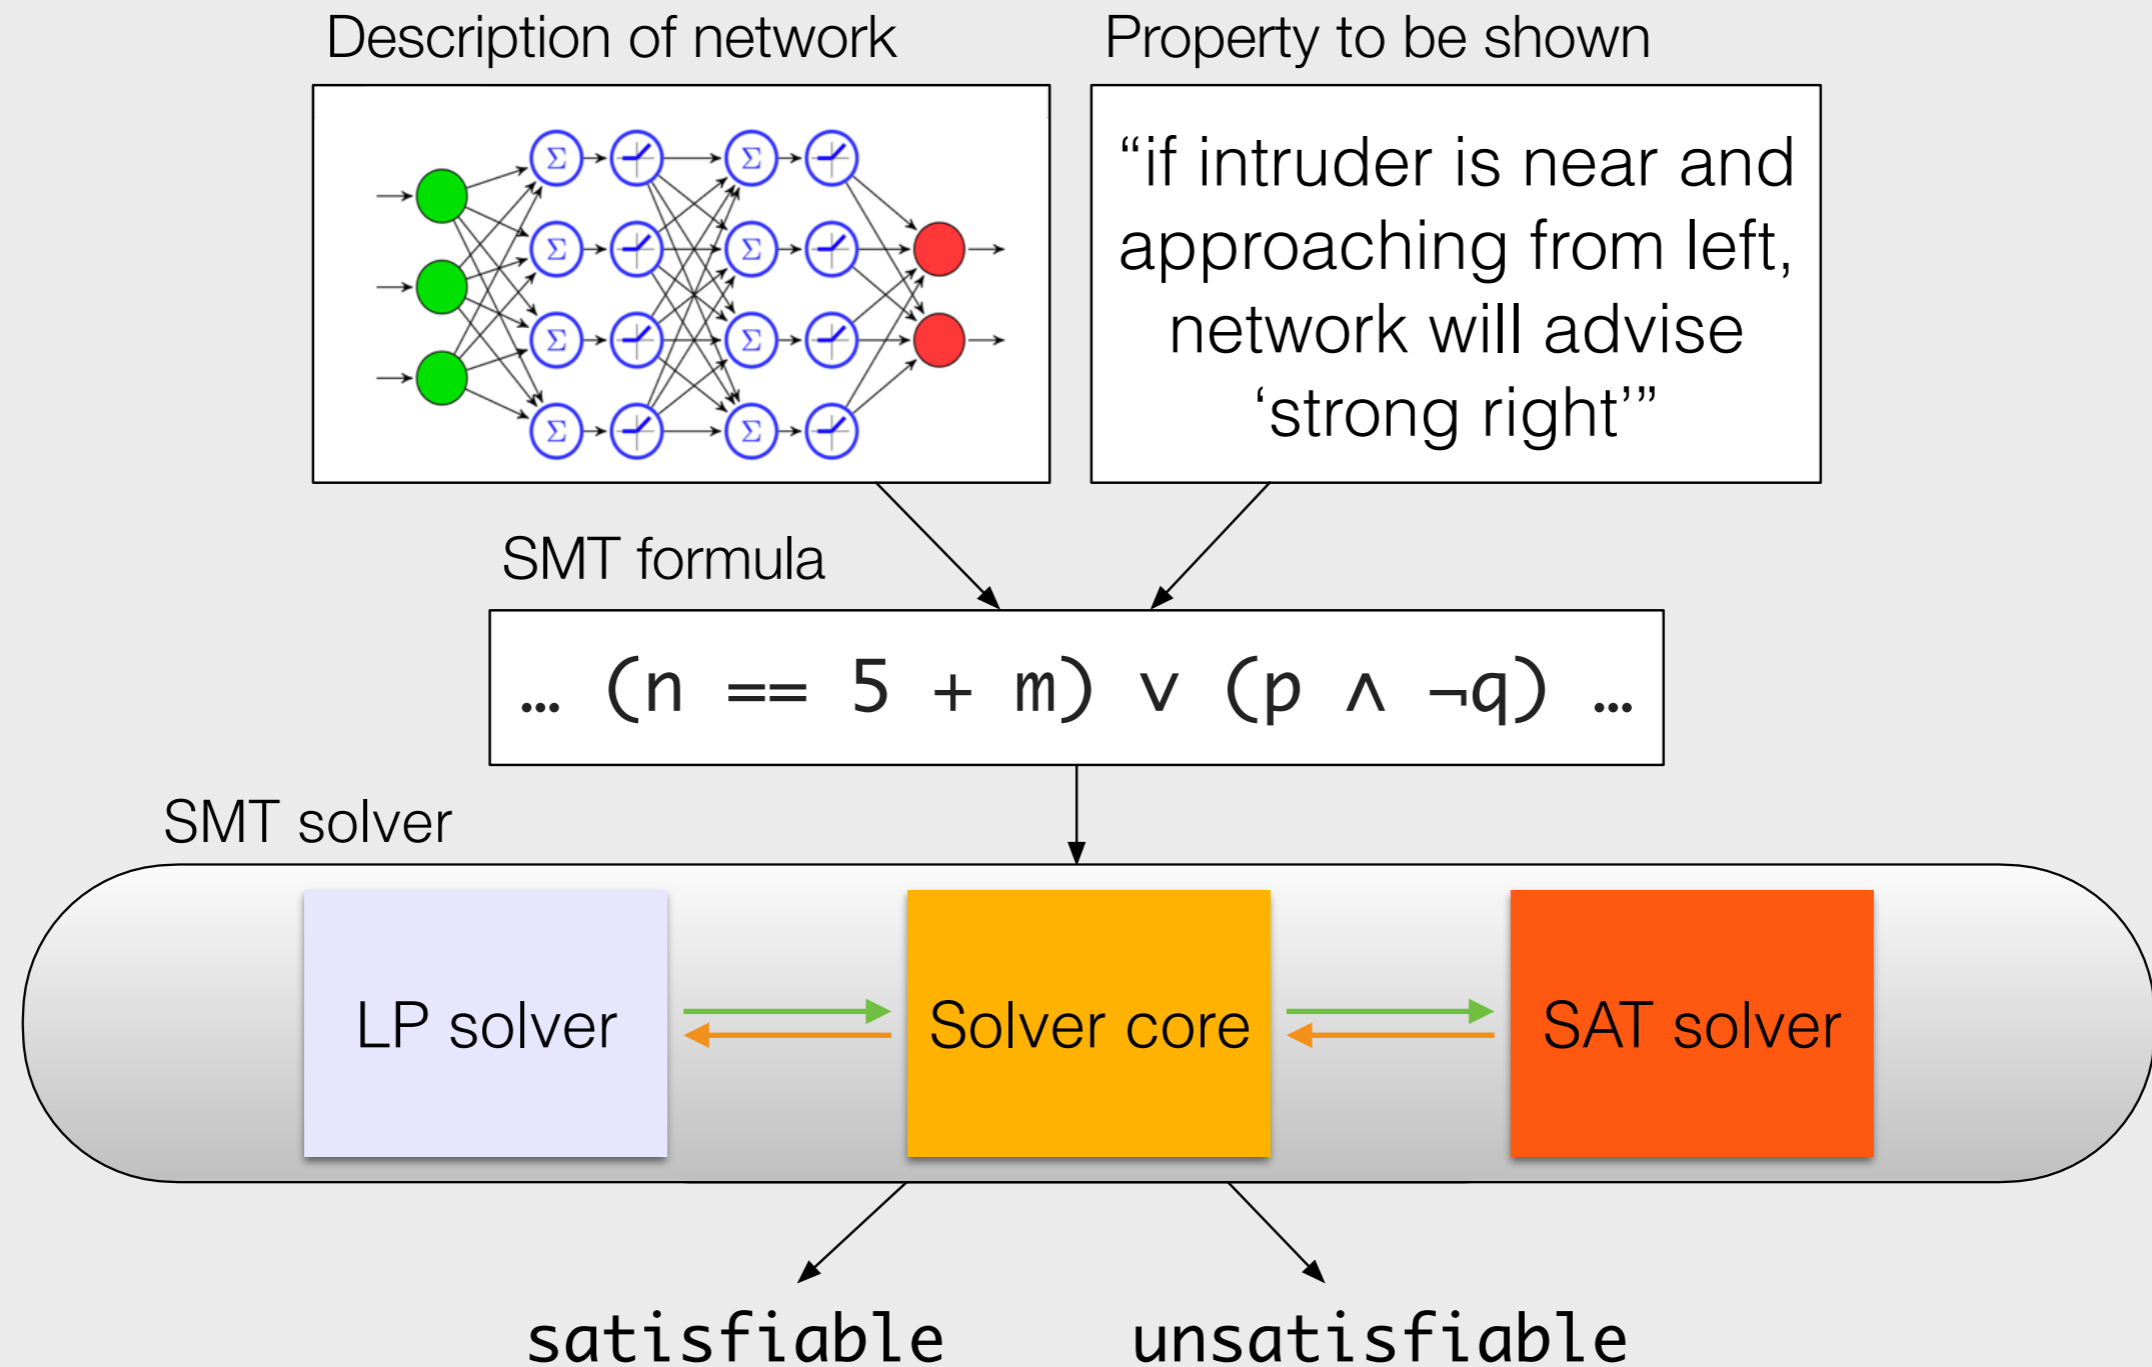 Description of network
Property to be shown
Σ Σ
Σ Σ
Σ Σ
Σ Σ
“if intruder is near and
approaching from left,
network will advise
‘strong right’”
SMT formula
… (n == 5 + m) ∨ (p ∧ ¬q) …
SMT solver
LP solver
Solver core
SAT solver
satisfiable
unsatisfiable